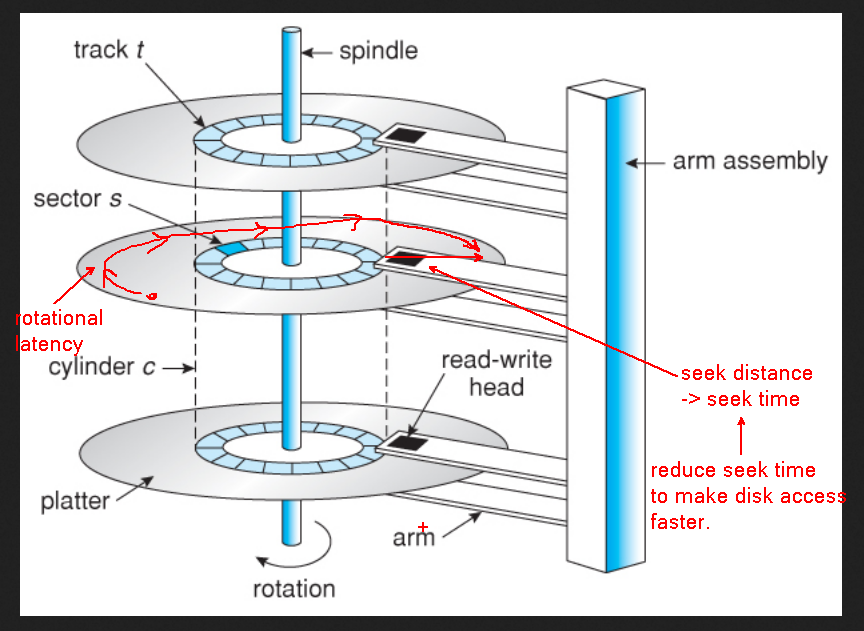 track t
spindle
arm assembly
sector s
rotational
latency
cylinder c
read-write
head
seek distance
-> seek time
reduce seek time
to make disk access
faster.
platter
arm
rotation